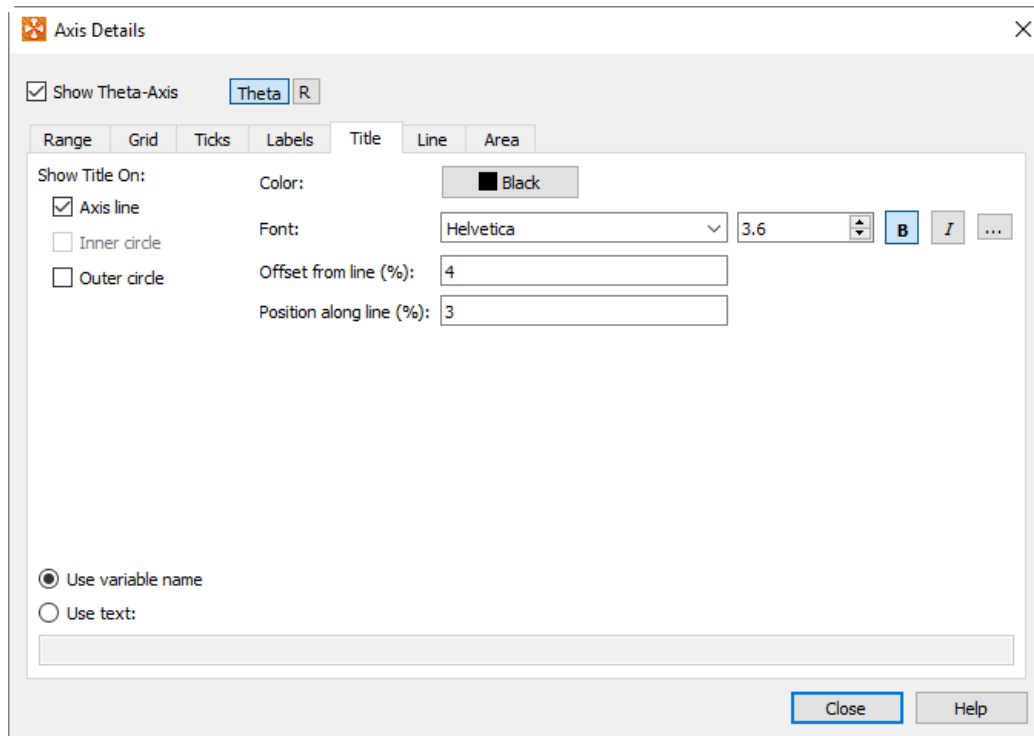 Axis Details
Show Theta-Axis Theta R
Range Grid Ticks Labels Title Line Area
Show Title On: Color: Black
Axis line
Font: Helvetica 3.6 B I ...
Inner circle
Outer circle Offset from line (%): 4
Position along line (%): 3
Use variable name
Use text:
Close Help